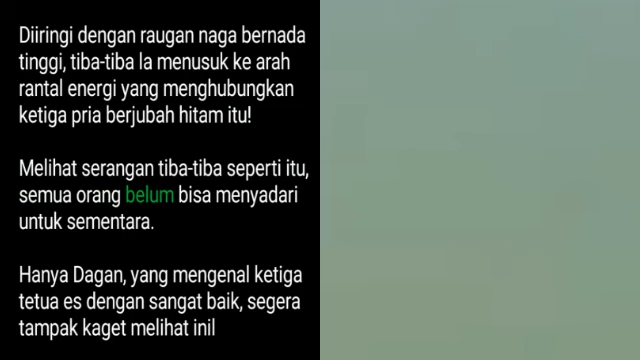 Diiringi dengan raugan naga bernada
tinggi, tiba-tiba la menusuk ke arah
rantal energi yang menghubungkan
ketiga pria berjubah hitam itu!
Melihat serangan tiba-tiba seperti itu,
semua orang belum bisa menyadari
untuk sementara.
Hanya Dagan, yang mengenal ketiga
tetua es dengan sangat baik, segera
tampak kaget melihat inil